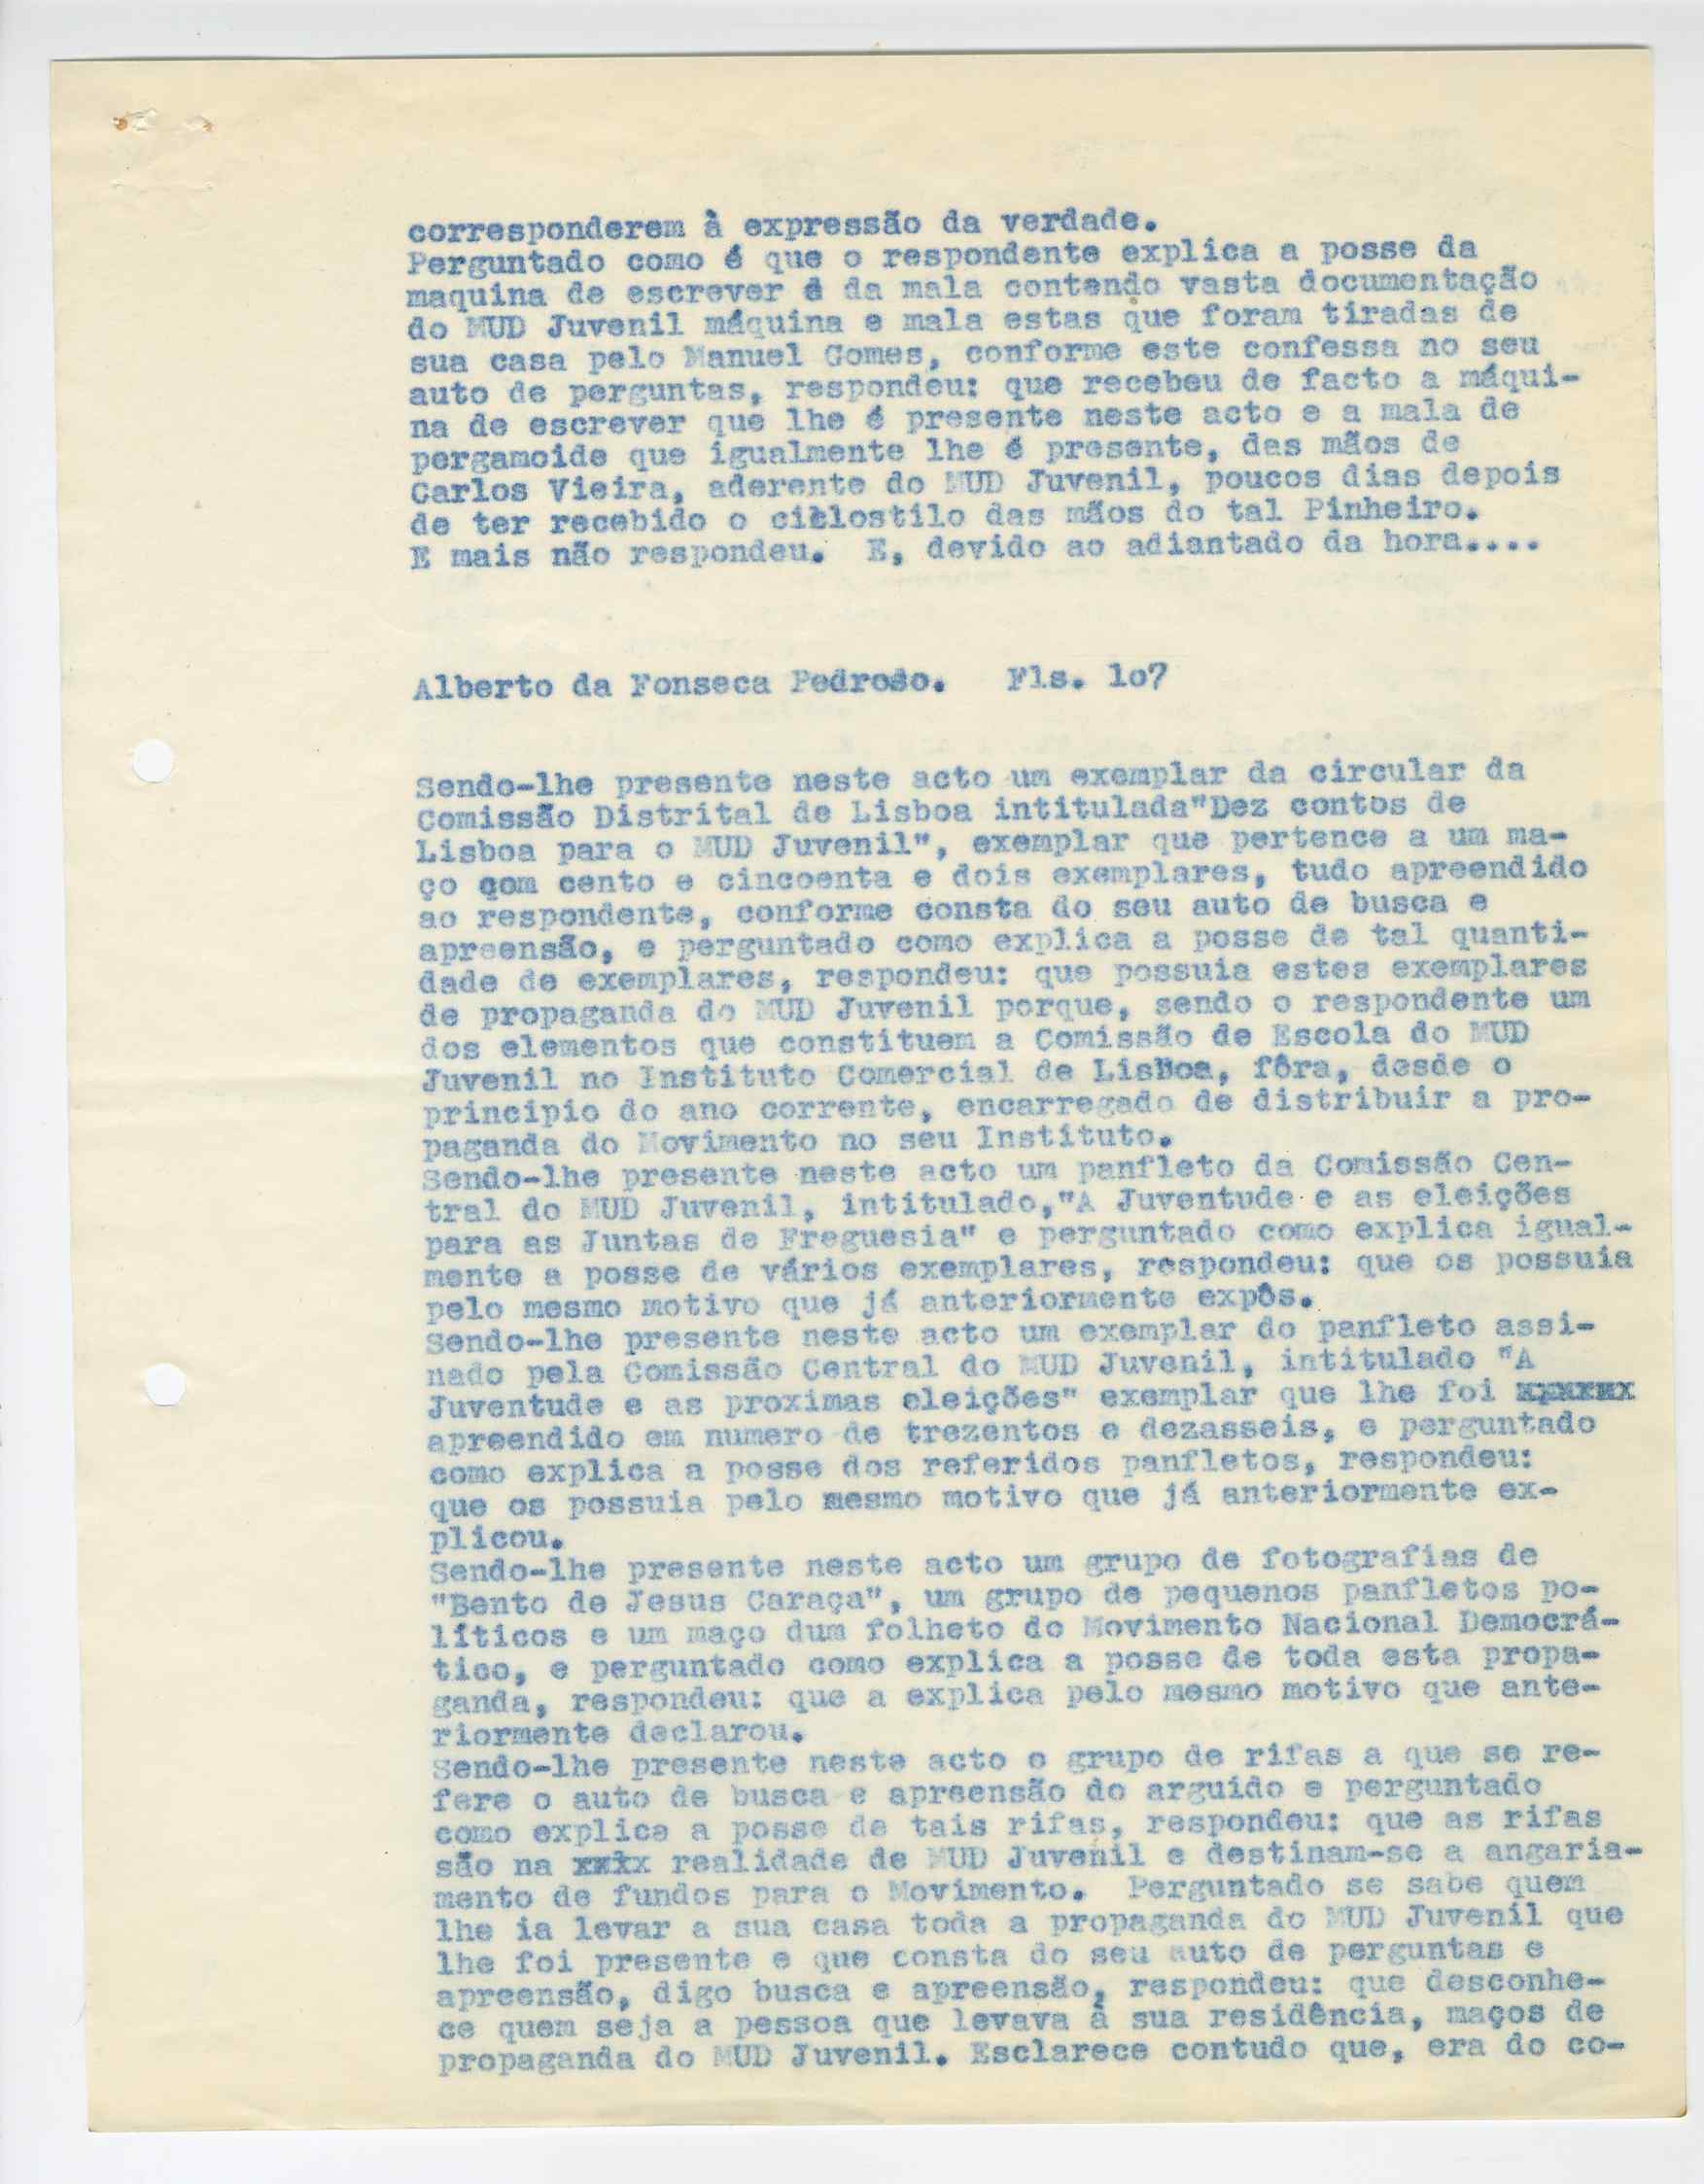 corresponderem à expressão da verdade.
Perguntado como é que o respondente explica a posse da
maquina de escrever e da mala contendo vasta documentação
do MUD Juvenil máquina e mala estas que foram tiradas de
sua casa pelo Manuel Gomes, conforme este confessa no seu
auto de perguntas, respondeu: que recebeu de facto a máqui-
na de escrever que lhe é presente neste acto e a mala de
pergamoide que igualmente lhe é presente, das mãos de
Carlos Vieira, aderente do MUD Juvenil, poucos dias depois
de ter recebido o ciclostilo das mãos do tal Pinheiro.
E mais não respondeu. E, devido ao adiantado da hora....
Alberto da Fonseca Pedroso. Fls. 1o7
Sendo-lhe presente neste acto um exemplar da circular da
Comissão Distrital de Lisboa intitulada"Dez contos de
Lisboa para o MUD Juvenil", exemplar que pertence a um ma-
ço com cento e cincoenta e dois exemplares, tudo apreendido
ao respondente, conforme consta do seu auto de busca e
apreensão, e perguntado como explica a posse de tal quanti-
dade de exemplares, respondeu: que possuia estes exemplares
de propaganda do MUD Juvenil porque, sendo o respondente um
dos elementos que constituem a Comissão de Escola do MUD
Juvenil no Instituto Comercial de Lisboa, fôra, desde o
principio do ano corrente, encarregado de distribuir a pro-
paganda do Movimento no seu Instituto.
Sendo-lhe presente neste acto um panfleto da Comissão Cen-
tral do MUD Juvenil, intitulado,"A Juventude e as eleições
para as Juntas de Freguesia" e perguntado como explica igual-
mente a posse de vários exemplares, respondeu: que os possuia
pelo mesmo motivo que já anteriormente expôs.
Sendo-lhe presente neste acto um exemplar do panfleto assi-
nado pela Comissão Central do MUD Juvenil, intitulado "A
Juventude e as proximas eleições" exemplar que lhe foi xxxxxx
apreendido em numero de trezentos e dezasseis, e perguntado
como explica a posse dos referidos panfletos, respondeu:
que os possuia pelo mesmo motivo que já anteriormente ex-
plicou.
Sendo-lhe presente neste acto um grupo de fotografias de
"Bento de Jesus Caraça", um grupo de pequenos panfletos po-
líticos e um maço dum folheto do Movimento Nacional Democrá-
tico, e perguntado como explica a posse de toda esta propa-
ganda, respondeu: que a explica pelo mesmo motivo que ante-
riormente declarou.
Sendo-lhe presente neste acto o grupo de rifas a que se re-
fere o auto de busca e apreensão do arguido e perguntado
como explica a posse de tais rifas, respondeu: que as rifas
são na xxxx realidade de MUD Juvenil e destinam-se a angaria-
mento de fundos para o Movimento. Perguntado se sabe quem
lhe ia levar a sua casa toda a propaganda do MUD Juvenil que
lhe foi presente e que consta do seu auto de perguntas e
apreensão, digo busca e apreensão, respondeu: que desconhe-
ce quem seja a pessoa que levava à sua residência, maços de
propaganda do MUD Juvenil. Esclarece contudo que, era do co-